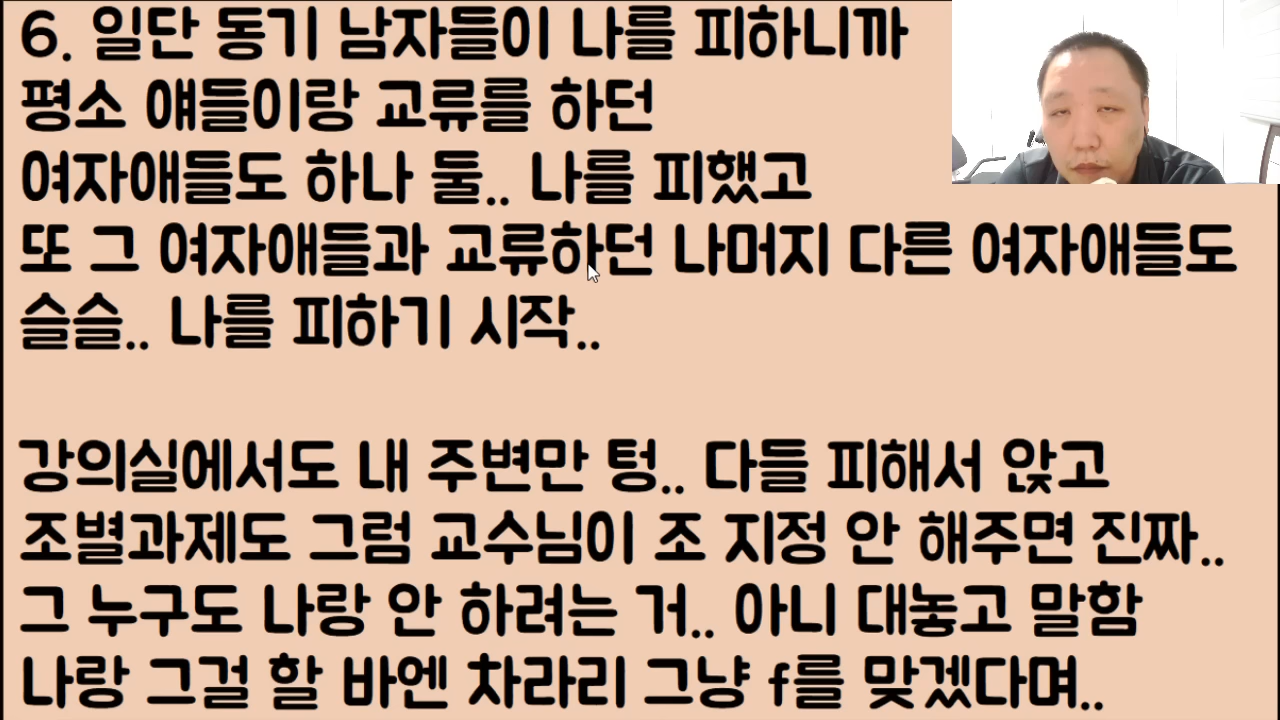 6. 일단 동기 남자들이 나를 피하니까
평소 얘들이랑 교류를 하던
여자애들도 하나 둘.. 나를 피했고
또 그 여자애들과 교류하던 나머지 다른 여자애들도
슬슬.. 나를 피하기 시작..
강의실에서도 내 주변만 텅.. 다들 피해서 앉고
조별과제도 그럼 교수님이 조 지정 안 해주면 진짜..
그 누구도 나랑 안 하려는 거.. 아니 대놓고 말함
나랑 그걸 할 바엔 차라리 그냥 f를 맞겠다며..